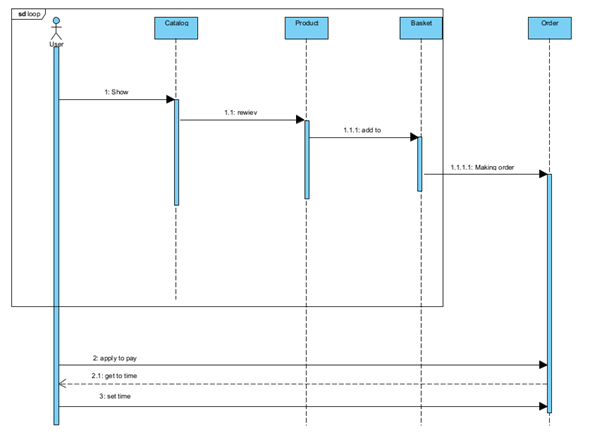 sd loop
Catalog
Product
Basket
Order
User
1: Show
1.1: rewiev
1.1.1: add to
1.1.1.1: Making order
2: apply to pay
2.1: get to time
3: set time